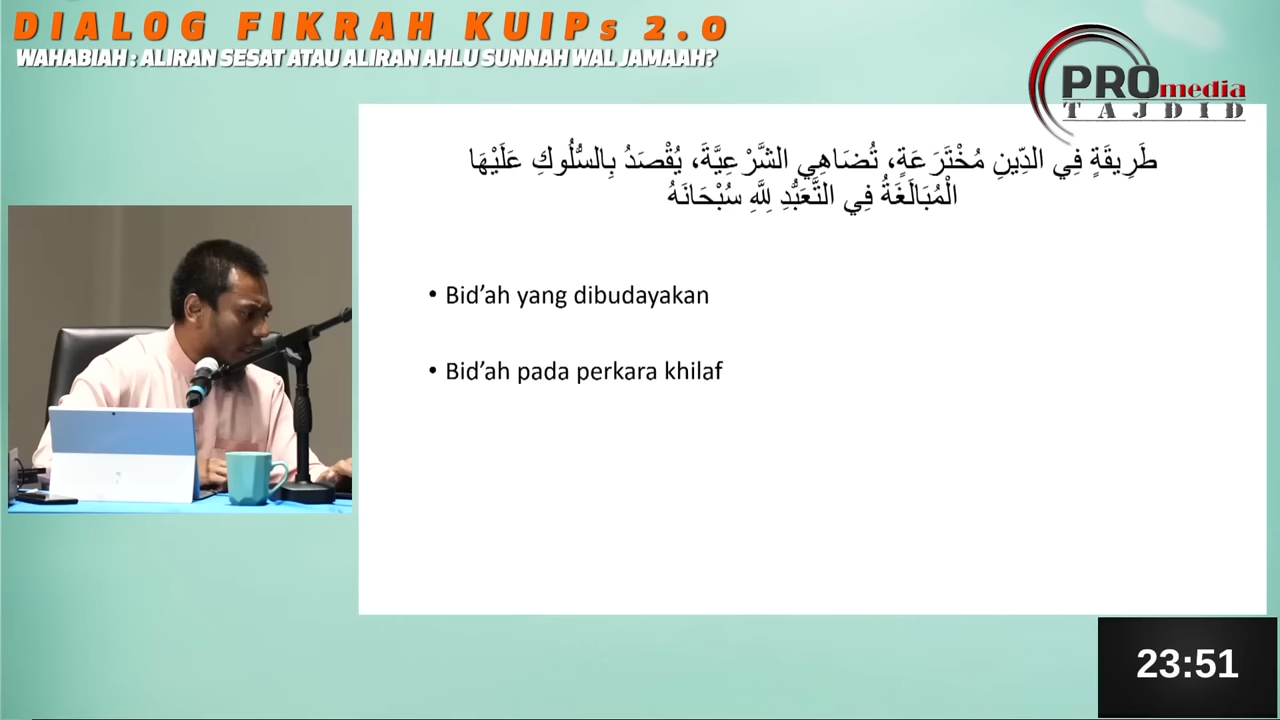 DIALOG FIKRAH KUIPs 2.0
WAHABIAH : ALIRAN SESAT ATAU ALIRAN AHLU SUNNAH WAL JAMAAH?
PROmedia
TAJDID
طَرِيقَةٍ فِي الدِّينِ مُخْتَرَعَةٍ، تُضَاهِي الشَّرْعِيَّةَ، يُقْصَدُ بِالسُّلُوكِ عَلَيْهَا
الْمُبَالَغَةُ فِي التَّعَبُّدِ لِلَّهِ سُبْحَانَهُ
• Bid’ah yang dibudayakan
• Bid’ah pada perkara khilaf
23:51